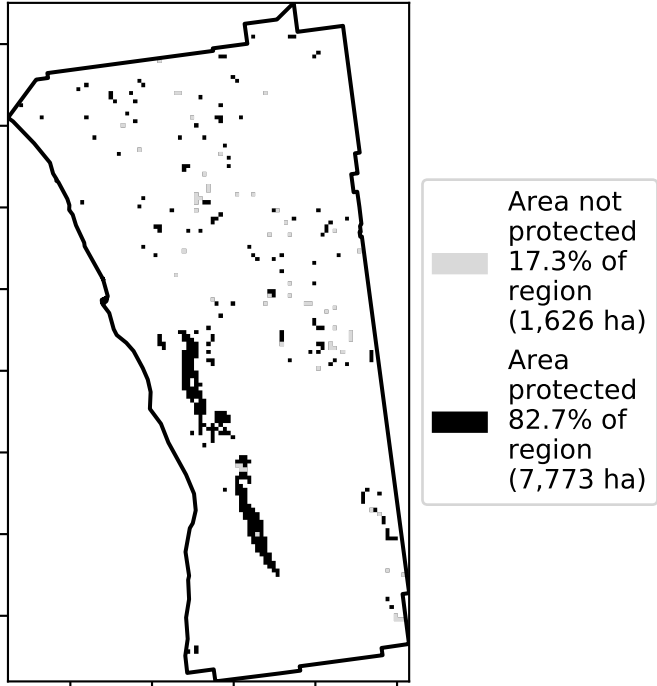 Area not
protected
17.3% of
region
(1,626 ha)
Area
protected
82.7% of
region
(7,773 ha)